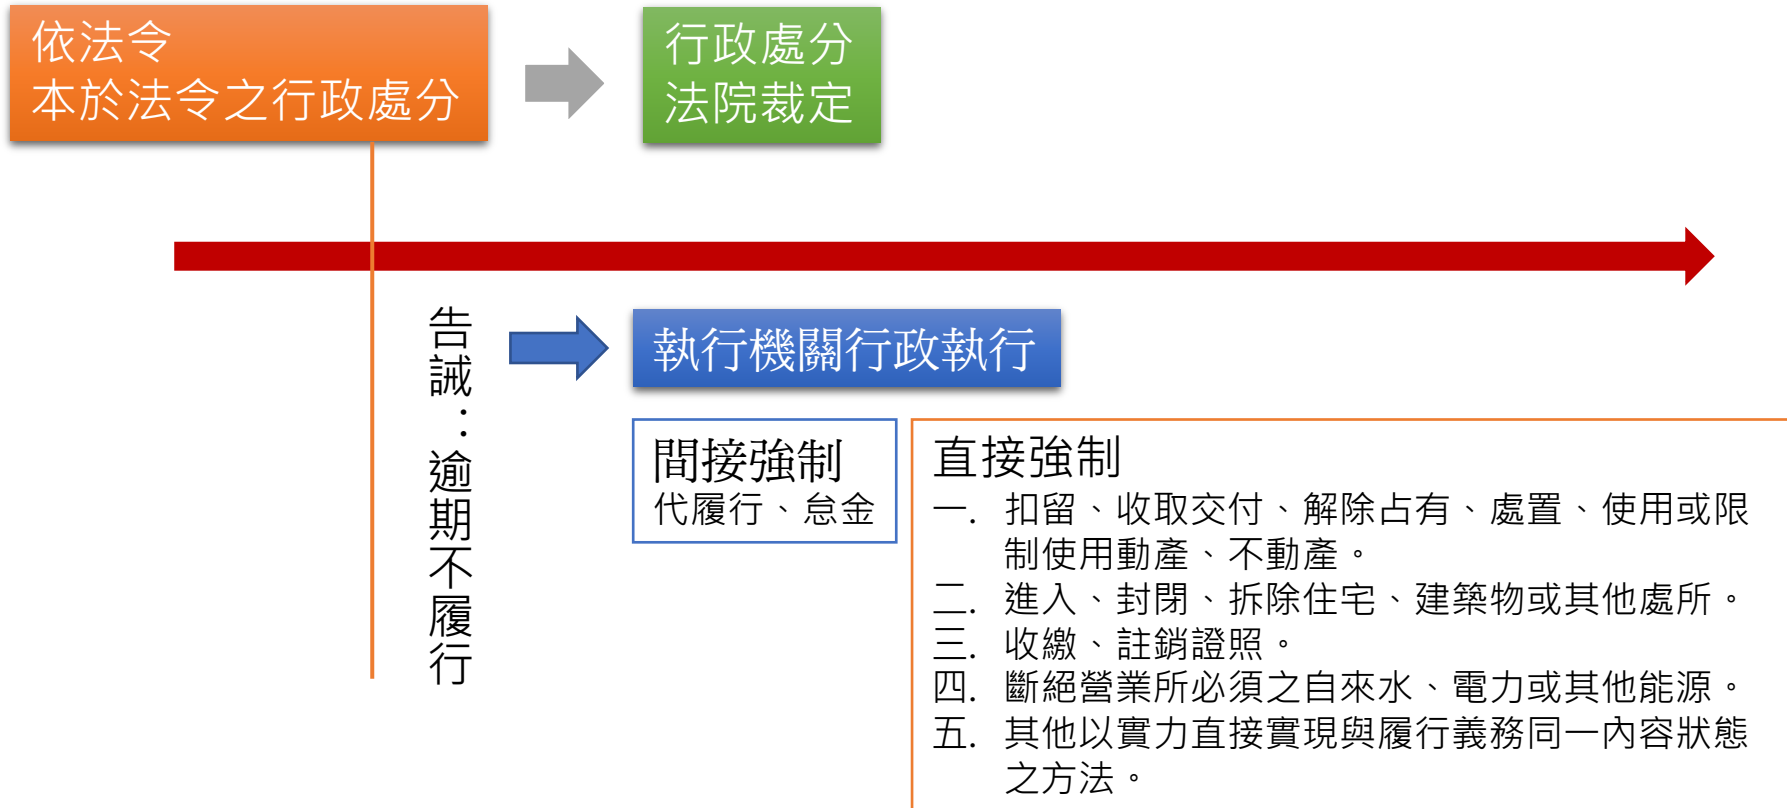 依法令
本於法令之行政處分
行政處分
法院裁定
告誡：逾期不履行
執行機關行政執行
間接強制
代履行、怠金
直接強制
一. 扣留、收取交付、解除占有、處置、使用或限
制使用動產、不動產。
二. 進入、封閉、拆除住宅、建築物或其他處所。
三. 收繳、註銷證照。
四. 斷絕營業所必須之自來水、電力或其他能源。
五. 其他以實力直接實現與履行義務同一內容狀態
之方法。